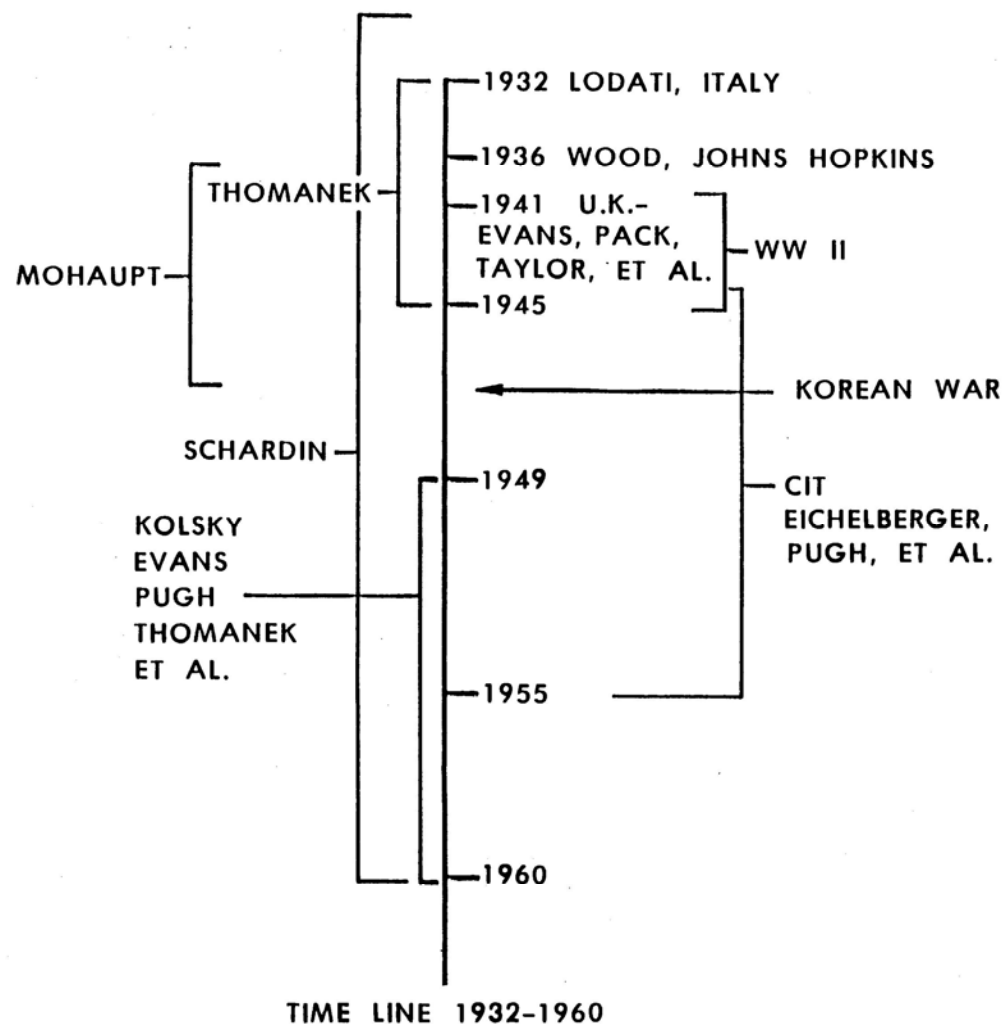 1932 LODATI, ITALY
1936 WOOD, JOHNS HOPKINS
THOMANEK
1941 U.K.-
EVANS, PACK,
TAYLOR, ET AL.
WW II
MOHAUPT
1945
KOREAN WAR
SCHARDIN
1949
CIT
EICHELBERGER,
PUGH, ET AL.
KOLSKY
EVANS
PUGH
THOMANEK
ET AL.
1955
1960
TIME LINE 1932-1960